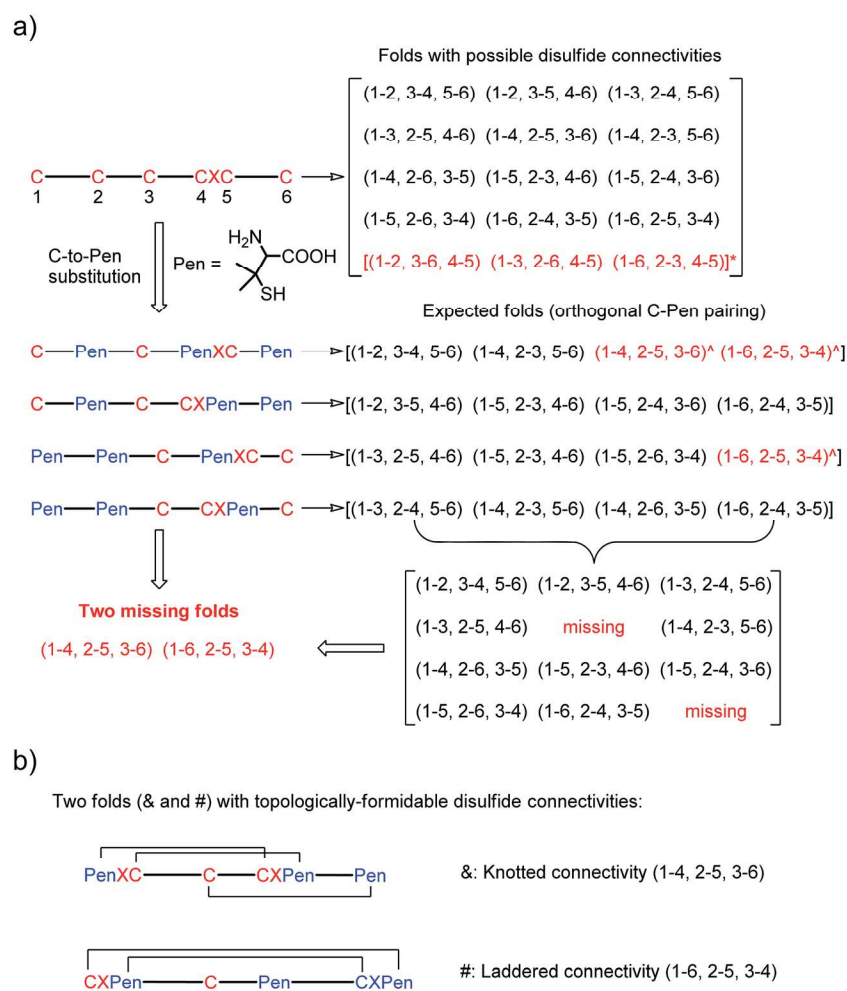 a)
Folds with possible disulfide connectivities
(1-2, 3-4, 5-6) (1-2, 3-5, 4-6) (1-3, 2-4, 5-6)
(1-3, 2-5, 4-6) (1-4, 2-5, 3-6) (1-4, 2-3, 5-6)
(1-4, 2-6, 3-5) (1-5, 2-3, 4-6) (1-5, 2-4, 3-6)
(1-5, 2-6, 3-4) (1-6, 2-4, 3-5) (1-6, 2-5, 3-4)
[(1-2, 3-6, 4-5) (1-3, 2-6, 4-5) (1-6, 2-3, 4-5)]*
C C C CXC C
1 2 3 4 5 6
C-to-Pen
substitution
Pen =
H2N
COOH
SH
Expected folds (orthogonal C-Pen pairing)
C Pen C PenXC Pen [(1-2, 3-4, 5-6) (1-4, 2-3, 5-6) (1-4, 2-5, 3-6)^ (1-6, 2-5, 3-4)^]
C Pen C CXPen Pen [(1-2, 3-5, 4-6) (1-5, 2-3, 4-6) (1-5, 2-4, 3-6) (1-6, 2-4, 3-5)]
Pen Pen C PenXC C [(1-3, 2-5, 4-6) (1-5, 2-3, 4-6) (1-5, 2-6, 3-4) (1-6, 2-5, 3-4)^]
Pen Pen C CXPen C [(1-3, 2-4, 5-6) (1-4, 2-3, 5-6) (1-4, 2-6, 3-5) (1-6, 2-4, 3-5)]
(1-2, 3-4, 5-6) (1-2, 3-5, 4-6) (1-3, 2-4, 5-6)
(1-3, 2-5, 4-6) missing (1-4, 2-3, 5-6)
(1-4, 2-6, 3-5) (1-5, 2-3, 4-6) (1-5, 2-4, 3-6)
(1-5, 2-6, 3-4) (1-6, 2-4, 3-5) missing
Two missing folds
(1-4, 2-5, 3-6) (1-6, 2-5, 3-4)
b)
Two folds (& and #) with topologically-formidable disulfide connectivities:
PenXC C CXPen Pen
&: Knotted connectivity (1-4, 2-5, 3-6)
CXPen C Pen CXPen
#: Laddered connectivity (1-6, 2-5, 3-4)